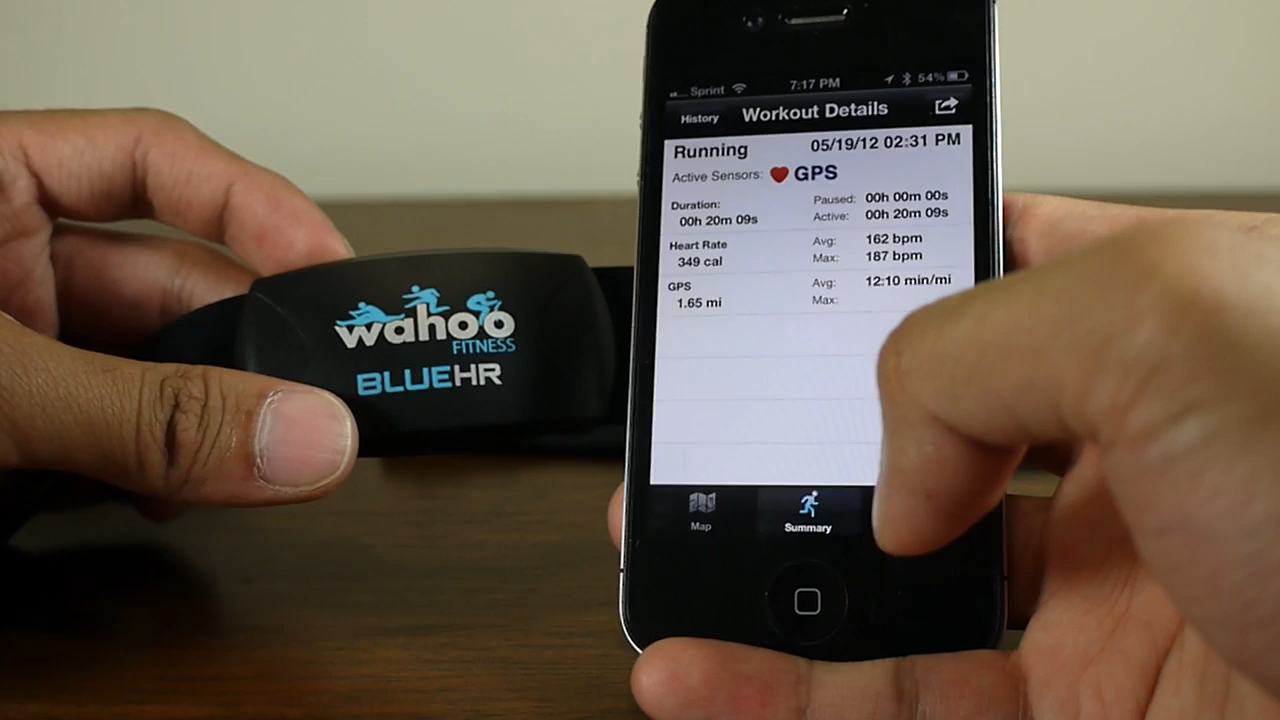 wahoo
FITNESS
BLUEHR
Sprint 7:17 PM 54%
History Workout Details
Running 05/19/12 02:31 PM
Active Sensors: GPS
Duration: Paused: 00h 00m 00s
00h 20m 09s Active: 00h 20m 09s
Heart Rate Avg: 162 bpm
349 cal Max: 187 bpm
GPS Avg: 12:10 min/mi
1.65 mi Max:
Map Summary